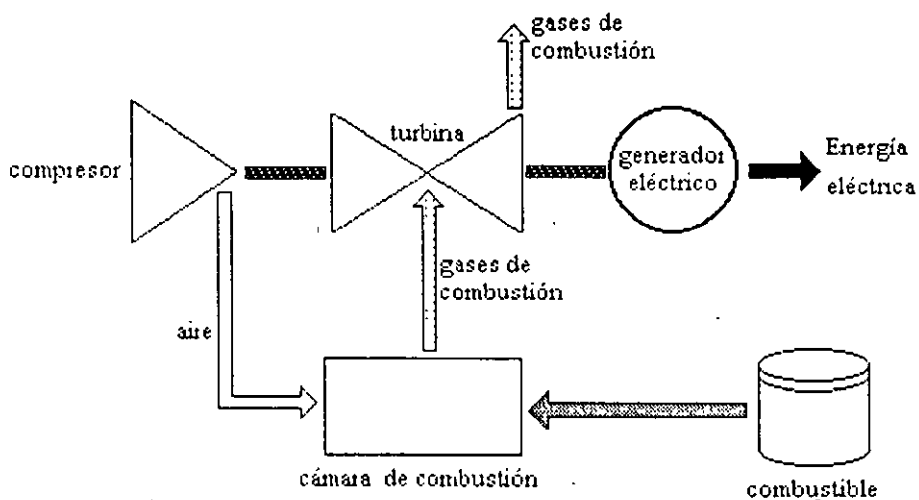 gases de
combustión
turbina
compresor
generador
eléctrico
Energía
eléctrica
gases de
combustión
aire
cámara de combustión
combustible